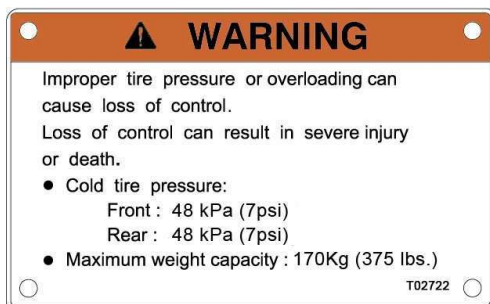 WARNING
Improper tire pressure or overloading can
cause loss of control.
Loss of control can result in severe injury
or death.
● Cold tire pressure:
Front : 48 kPa (7psi)
Rear : 48 kPa (7psi)
● Maximum weight capacity : 170Kg (375 lbs.)
T02722